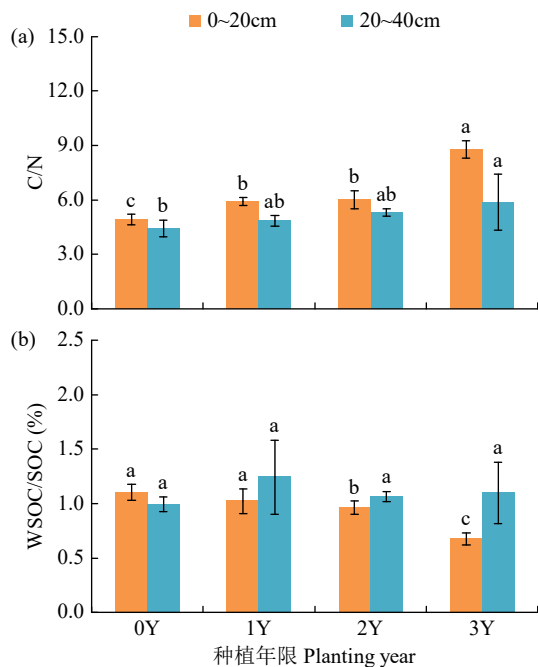 0~20cm 20~40cm
(a)
15.0
12.0
9.0
6.0
3.0
0.0
C/N
c b b ab b ab a a
(b)
2.5
2.0
1.5
1.0
0.5
0.0
WSOC/SOC (%)
a a a a b a c a
0Y 1Y 2Y 3Y
种植年限 Planting year